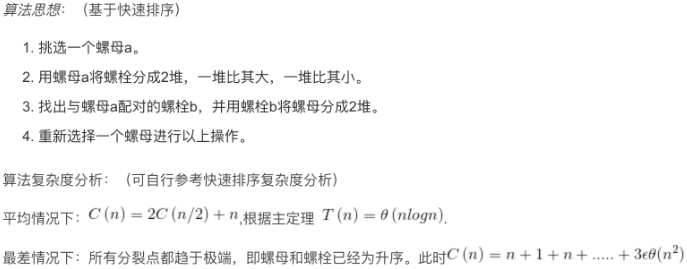 算法思想：（基于快速排序）
1. 挑选一个螺母a。
2. 用螺母a将螺栓分成2堆，一堆比其大，一堆比其小。
3. 找出与螺母a配对的螺栓b，并用螺栓b将螺母分成2堆。
4. 重新选择一个螺母进行以上操作。
算法复杂度分析：（可自行参考快速排序复杂度分析）
平均情况下：C (n) = 2C (n/2) + n,根据主定理 T (n) = θ (nlogn).
最差情况下：所有分裂点都趋于极端，即螺母和螺栓已经为升序。此时C (n) = n + 1 + n + ..... + 3ϵθ(n²)